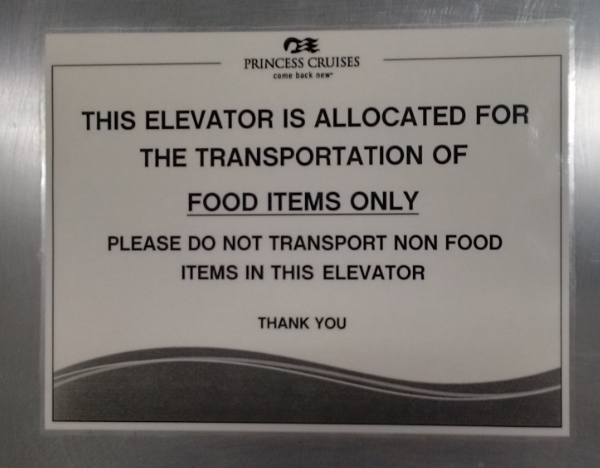 PRINCESS CRUISES
come back new℠
THIS ELEVATOR IS ALLOCATED FOR
THE TRANSPORTATION OF
FOOD ITEMS ONLY
PLEASE DO NOT TRANSPORT NON FOOD
ITEMS IN THIS ELEVATOR
THANK YOU